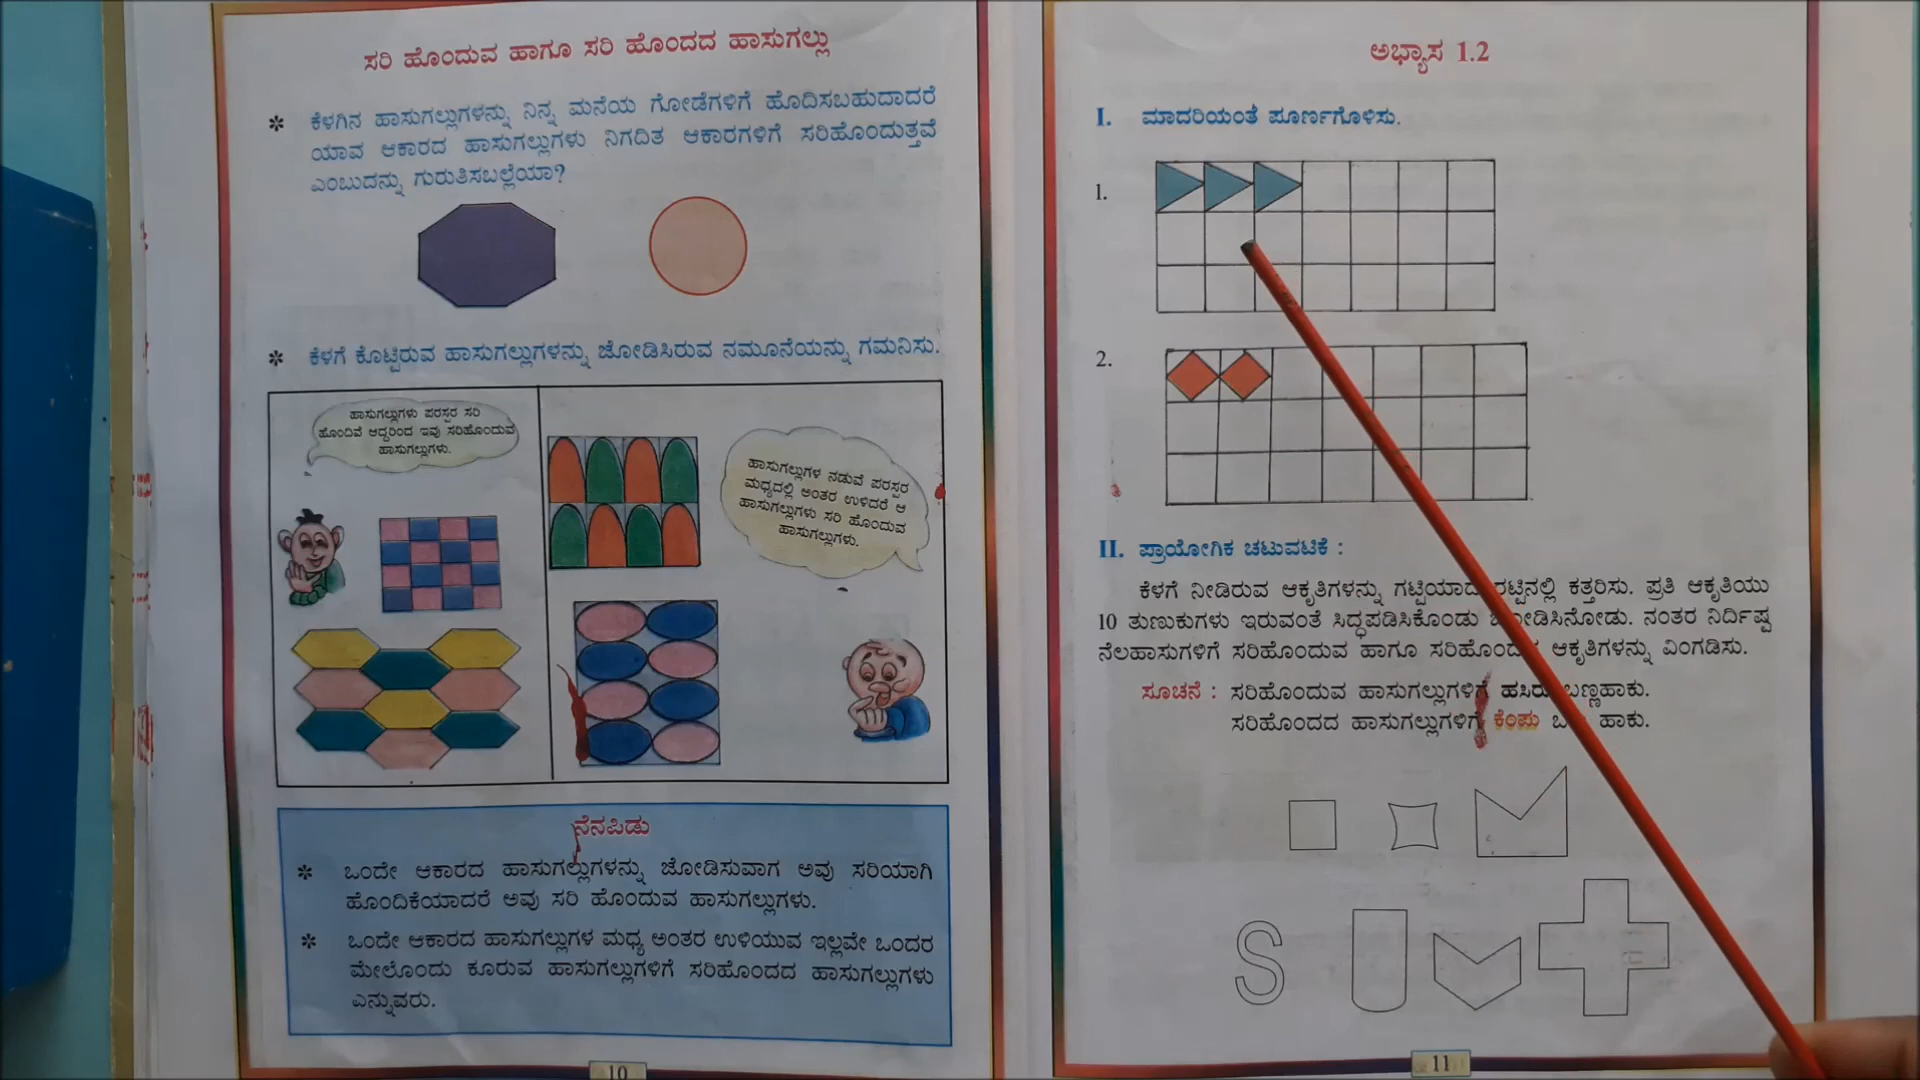 ಸರಿ ಹೊಂದುವ ಹಾಗೂ ಸರಿ ಹೊಂದದ ಹಾಸುಗಲ್ಲು
* ಕೆಳಗಿನ ಹಾಸುಗಲ್ಲುಗಳನ್ನು ನಿನ್ನ ಮನೆಯ ಗೋಡೆಗಳಿಗೆ ಹೊದಿಸಬಹುದಾದರೆ
ಯಾವ ಆಕಾರದ ಹಾಸುಗಲ್ಲುಗಳು ನಿಗದಿತ ಆಕಾರಗಳಿಗೆ ಸರಿಹೊಂದುತ್ತವೆ
ಎಂಬುದನ್ನು ಗುರುತಿಸಬಲ್ಲೆಯಾ?
* ಕೆಳಗೆ ಕೊಟ್ಟಿರುವ ಹಾಸುಗಲ್ಲುಗಳನ್ನು ಜೋಡಿಸಿರುವ ನಮೂನೆಯನ್ನು ಗಮನಿಸು.
ಹಾಸುಗಲ್ಲುಗಳು ಪರಸ್ಪರ ಸರಿ
ಹೊಂದಿವೆ ಆದ್ದರಿಂದ ಇವು ಸರಿಹೊಂದುವ
ಹಾಸುಗಲ್ಲುಗಳು.
ಹಾಸುಗಲ್ಲುಗಳ ನಡುವೆ ಪರಸ್ಪರ
ಮಧ್ಯದಲ್ಲಿ ಅಂತರ ಉಳಿದರೆ ಆ
ಹಾಸುಗಲ್ಲುಗಳು ಸರಿ ಹೊಂದುವ
ಹಾಸುಗಲ್ಲುಗಳು.
ನೆನಪಿಡು
* ಒಂದೇ ಆಕಾರದ ಹಾಸುಗಲ್ಲುಗಳನ್ನು ಜೋಡಿಸುವಾಗ ಅವು ಸರಿಯಾಗಿ
ಹೊಂದಿಕೆಯಾದರೆ ಅವು ಸರಿ ಹೊಂದುವ ಹಾಸುಗಲ್ಲುಗಳು.
* ಒಂದೇ ಆಕಾರದ ಹಾಸುಗಲ್ಲುಗಳ ಮಧ್ಯ ಅಂತರ ಉಳಿಯುವ ಇಲ್ಲವೇ ಒಂದರ
ಮೇಲೊಂದು ಕೂರುವ ಹಾಸುಗಲ್ಲುಗಳಿಗೆ ಸರಿಹೊಂದದ ಹಾಸುಗಲ್ಲುಗಳು
ಎನ್ನುವರು.
10
ಅಭ್ಯಾಸ 1.2
I. ಮಾದರಿಯಂತೆ ಪೂರ್ಣಗೊಳಿಸು.
1.
2.
II. ಪ್ರಾಯೋಗಿಕ ಚಟುವಟಿಕೆ :
ಕೆಳಗೆ ನೀಡಿರುವ ಆಕೃತಿಗಳನ್ನು ಗಟ್ಟಿಯಾದ ಕತ್ತರಿಸು. ಪ್ರತಿ ಆಕೃತಿಯು
10 ತುಣುಕುಗಳು ಇರುವಂತೆ ಸಿದ್ಧಪಡಿಸಿಕೊಂಡು ನಂತರ ನಿರ್ದಿಷ್ಟ
ನೆಲಹಾಸುಗಳಿಗೆ ಸರಿಹೊಂದುವ ಹಾಗೂ ಆಕೃತಿಗಳನ್ನು ವಿಂಗಡಿಸು.
ಸೂಚನೆ : ಸರಿಹೊಂದುವ ಹಾಸುಗಲ್ಲುಗಳಿಗೆ ಹಸಿರು ಬಣ್ಣಹಾಕು.
ಸರಿಹೊಂದದ ಹಾಸುಗಲ್ಲುಗಳಿಗೆ ಕೆಂಪು ಹಾಕು.
11